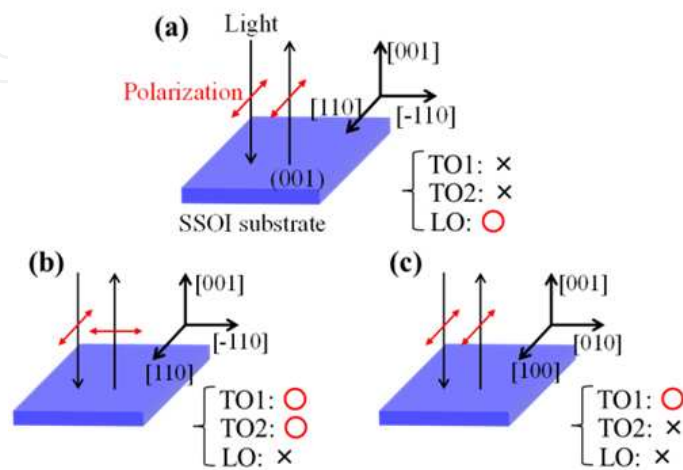 (a)
Light
Polarization
[001]
[110]
[-110]
(001)
SSOI substrate
TO1: ×
TO2: ×
LO: ○
(b)
[001]
[-110]
[110]
TO1: ○
TO2: ○
LO: ×
(c)
[001]
[010]
[100]
TO1: ○
TO2: ×
LO: ×